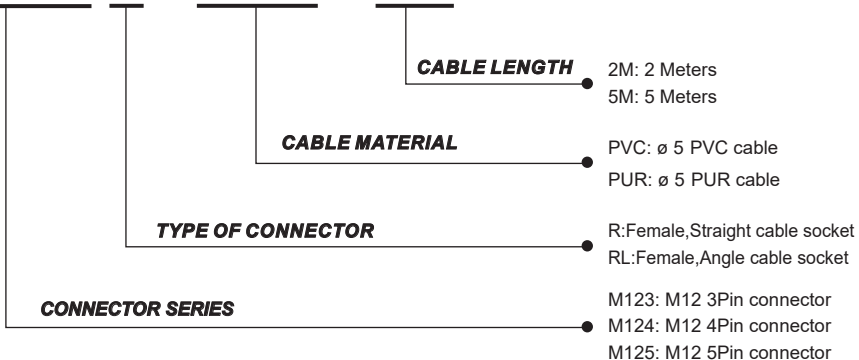 CABLE LENGTH
2M: 2 Meters
5M: 5 Meters
CABLE MATERIAL
PVC: ø 5 PVC cable
PUR: ø 5 PUR cable
TYPE OF CONNECTOR
R:Female,Straight cable socket
RL:Female,Angle cable socket
CONNECTOR SERIES
M123: M12 3Pin connector
M124: M12 4Pin connector
M125: M12 5Pin connector